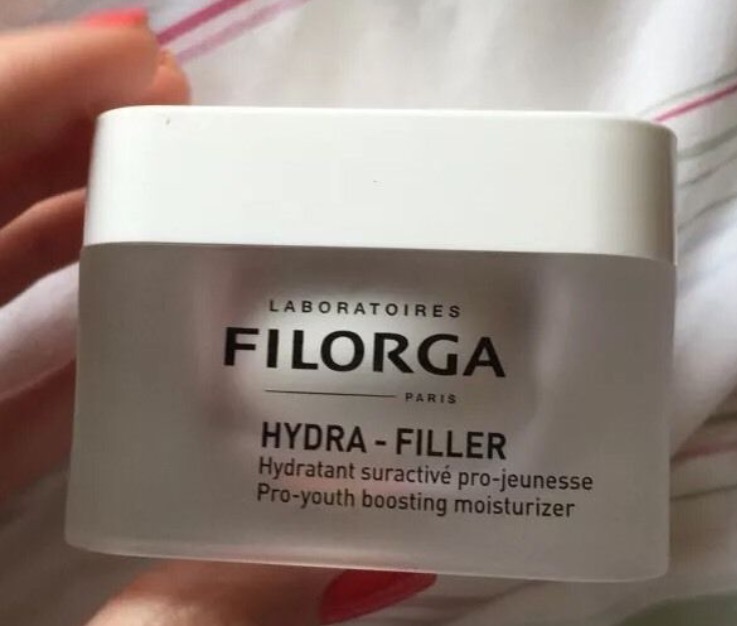 LABORATOIRES
FILORGA
PARIS
HYDRA - FILLER
Hydratant suractivé pro-jeunesse
Pro-youth boosting moisturizer